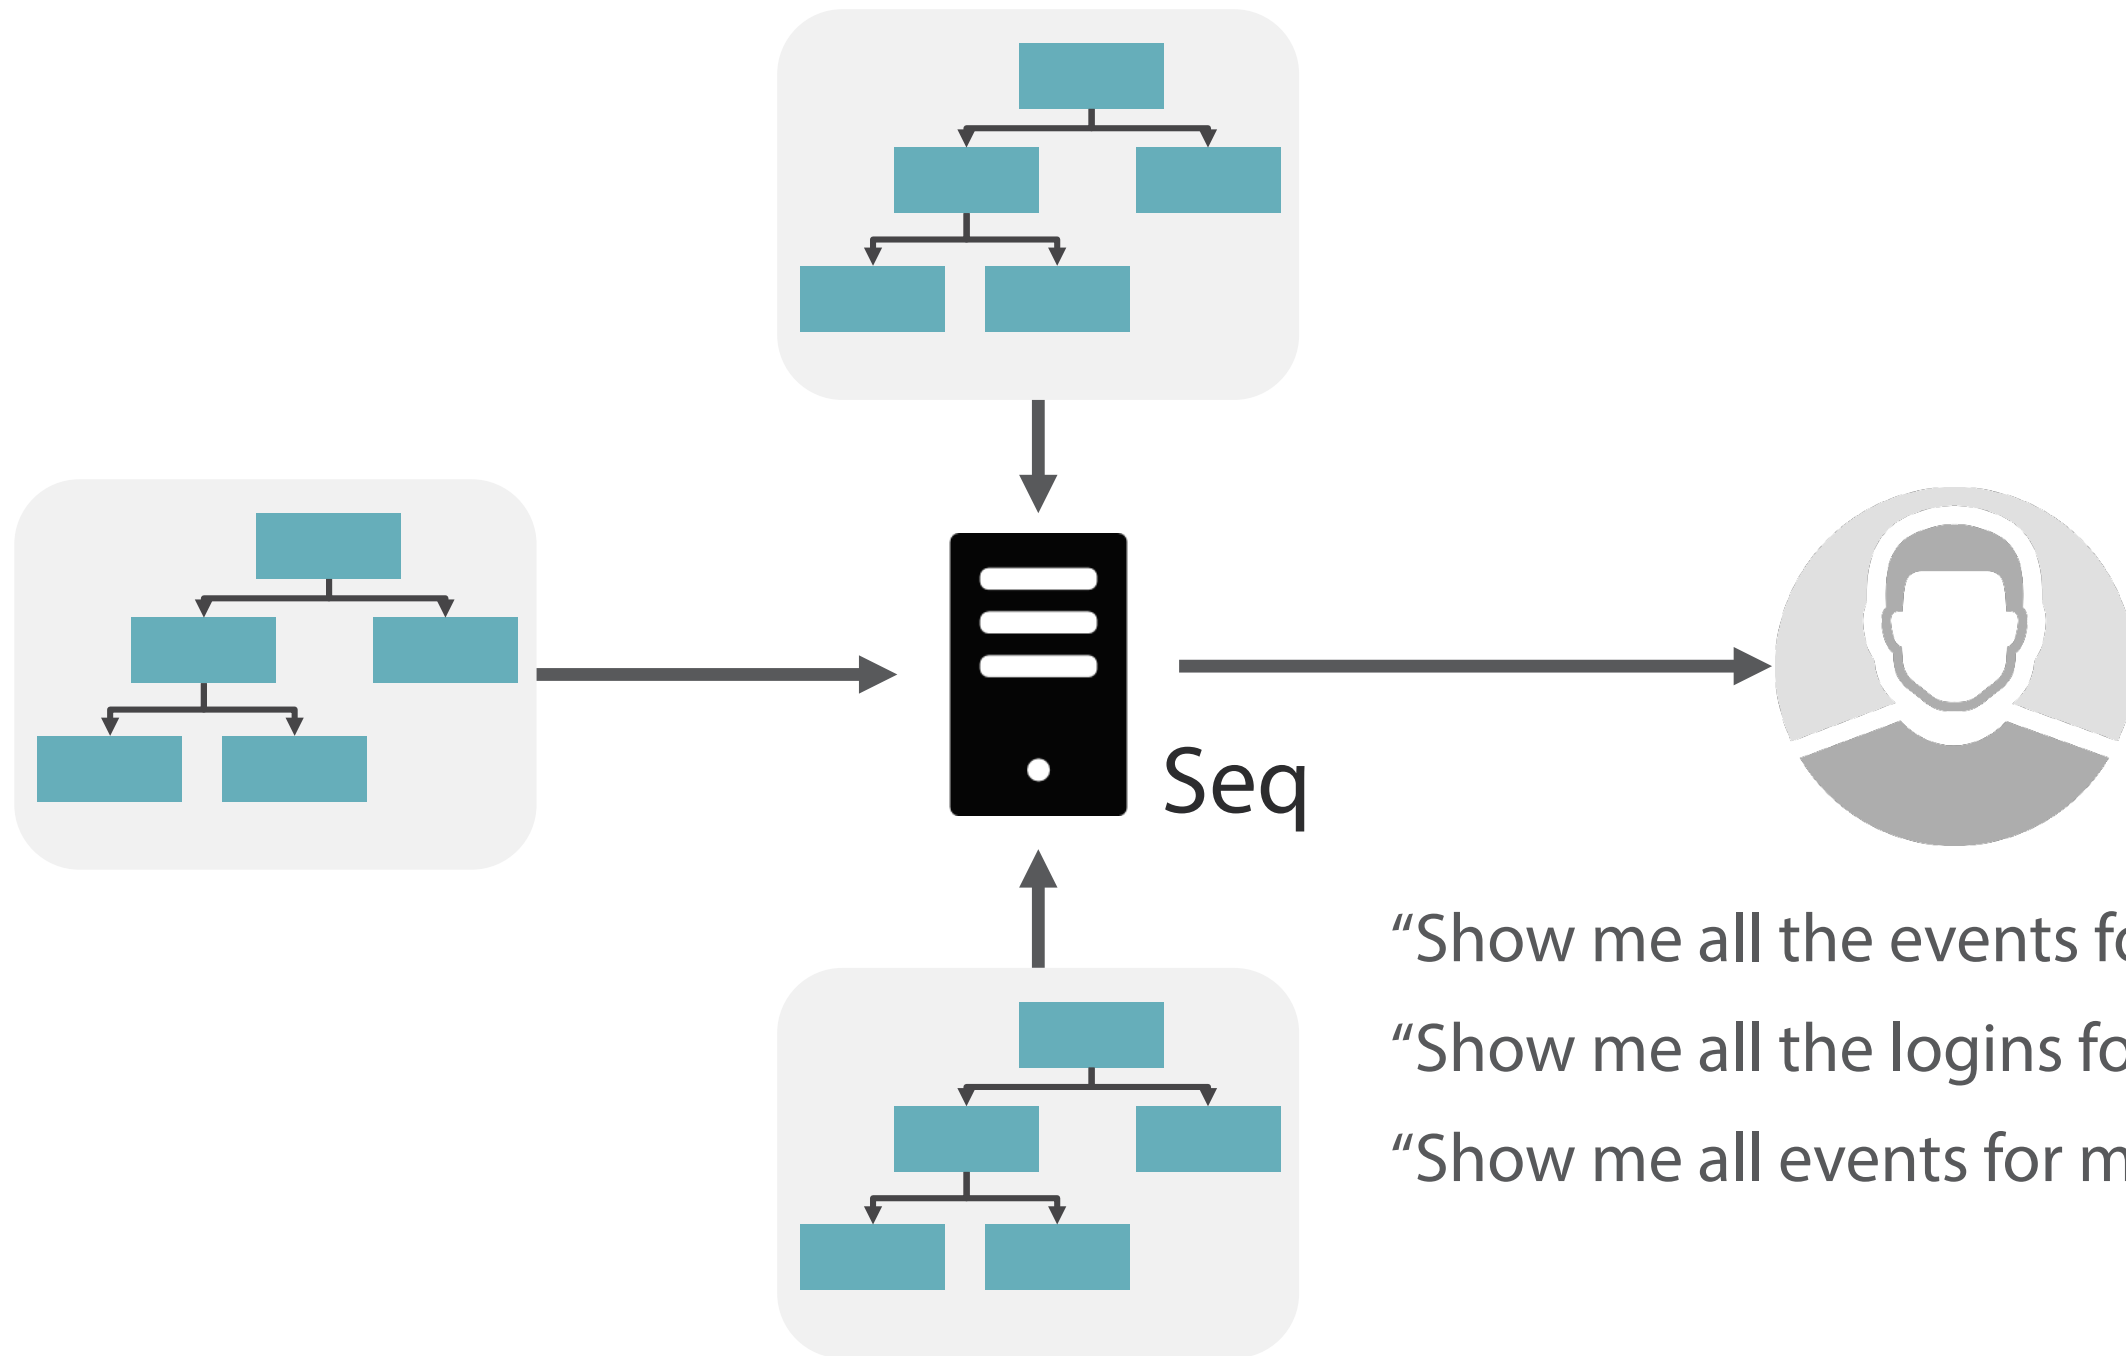 Seq
“Show me all the events
“Show me all the logins
“Show me all events for